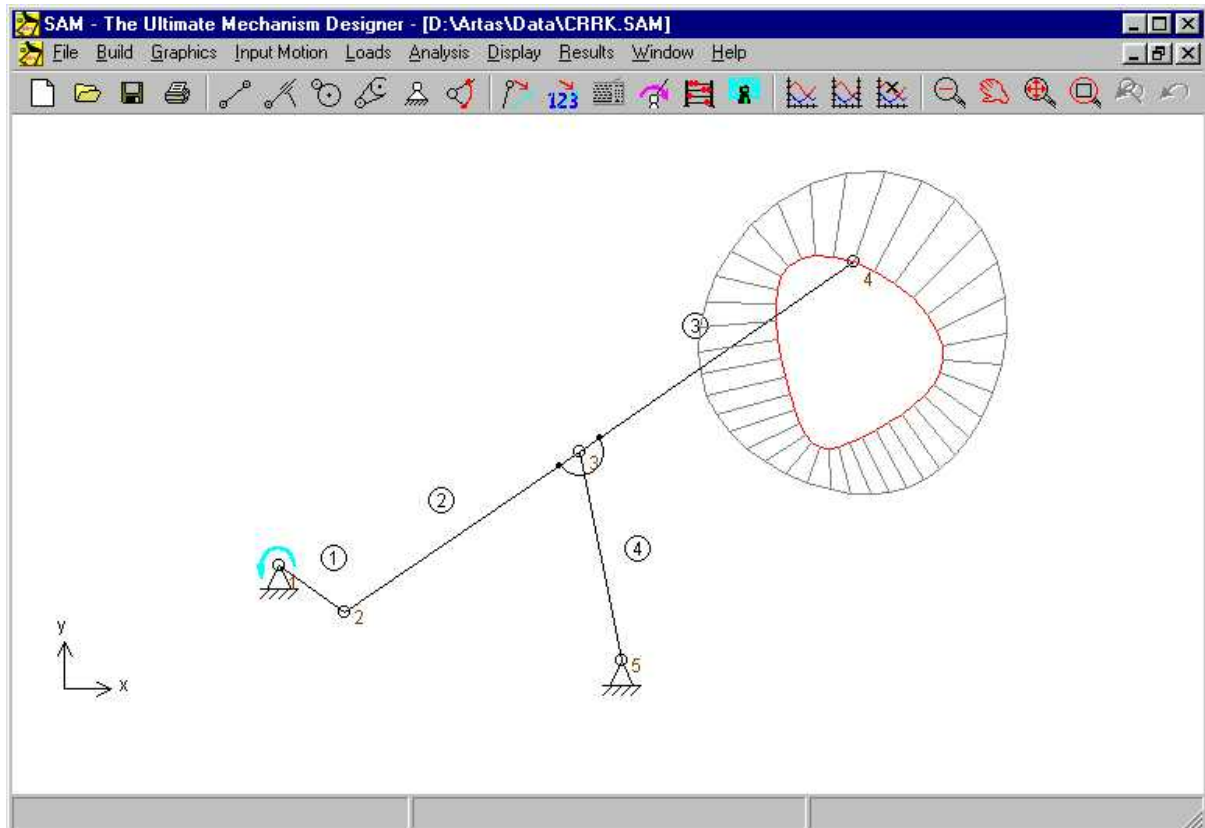 SAM - The Ultimate Mechanism Designer - [D:\Artas\Data\CRRK.SAM]
File Build Graphics Input Motion Loads Analysis Display Results Window Help
123
4
3
3
2
4
1
1
2
5
y
x